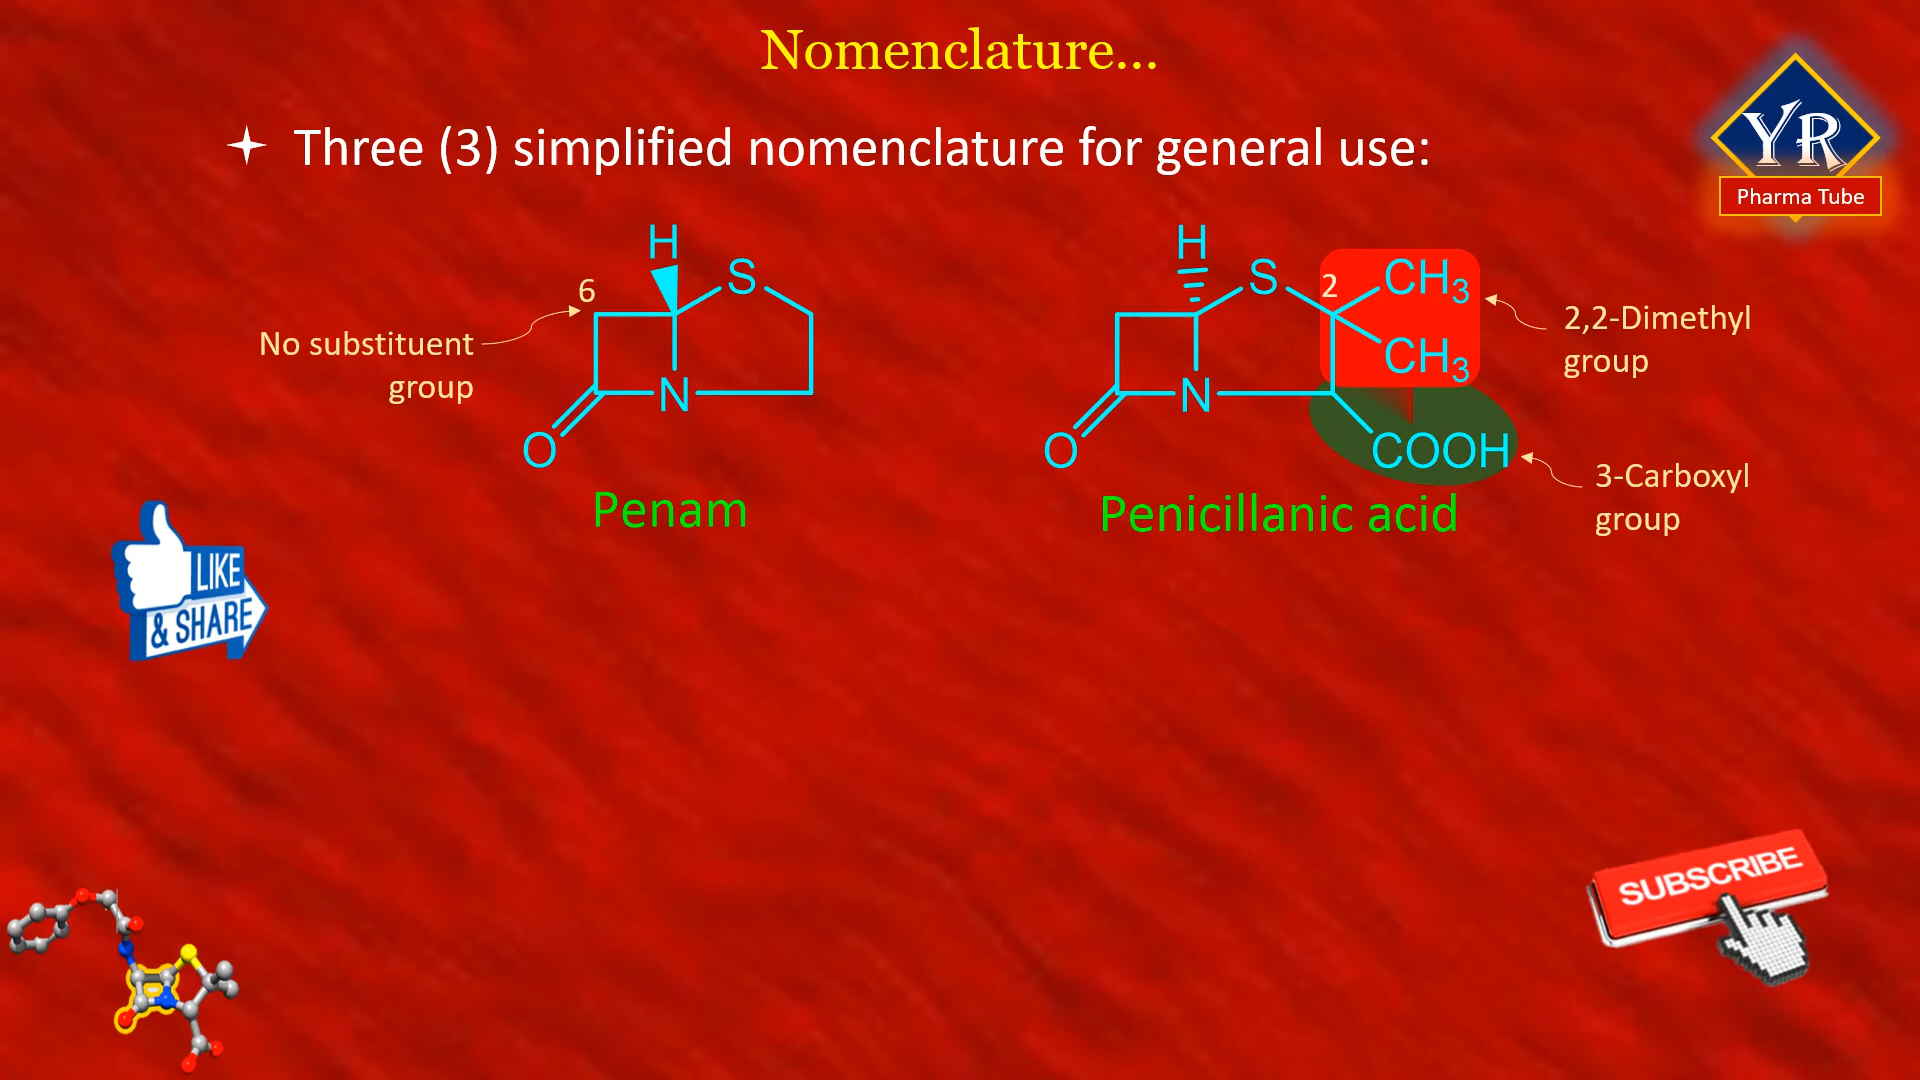 Nomenclature...
Three (3) simplified nomenclature for general use:
YR
Pharma Tube
H
S
6
No substituent
group
N
O
Penam
H
S
2
CH3
CH3
2,2-Dimethyl
group
N
O
COOH
3-Carboxyl
group
Penicillanic acid
LIKE
& SHARE
SUBSCRIBE